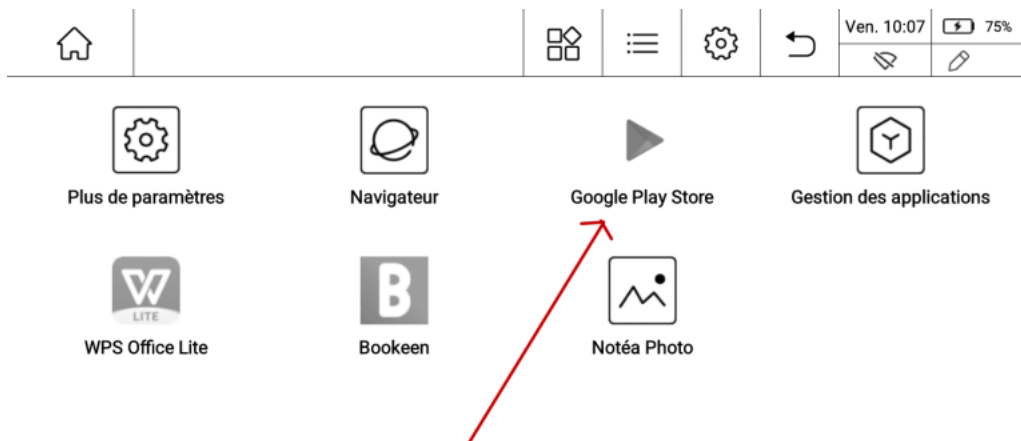 Ven. 10:07
75%
Plus de paramètres
Navigateur
Google Play Store
Gestion des applications
W
LITE
B
WPS Office Lite
Bookeen
Notéa Photo